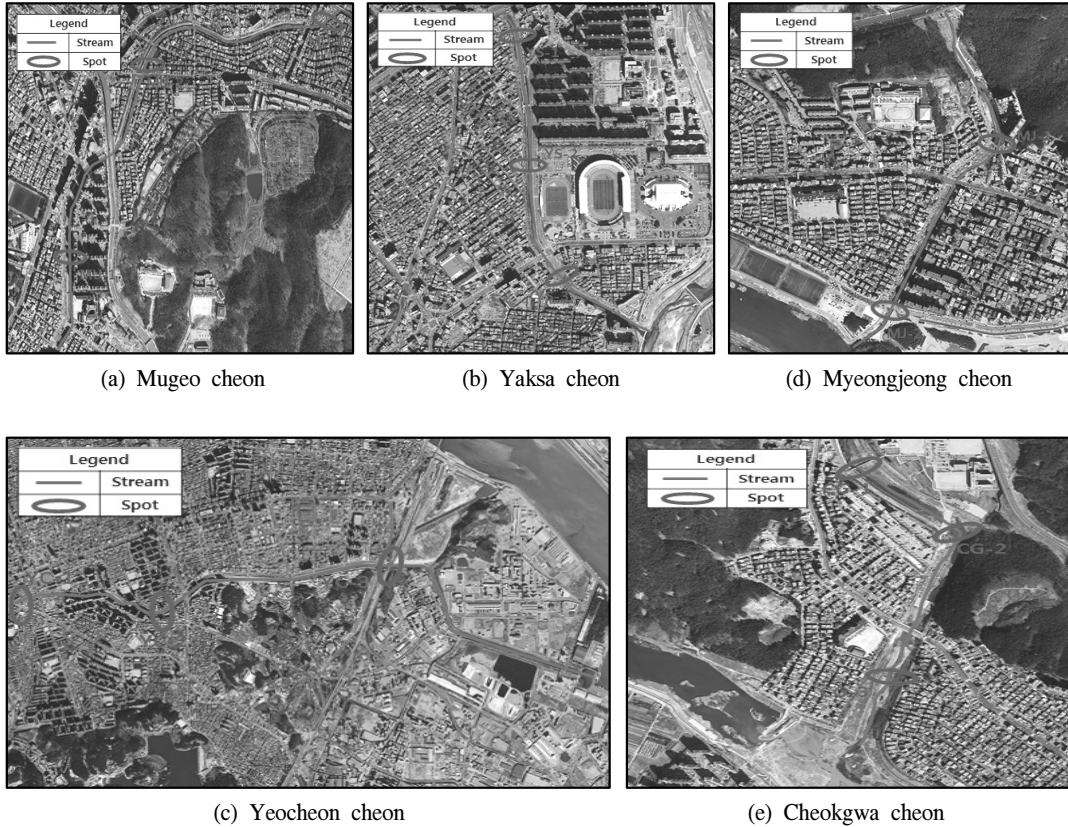 Legend
Stream
Spot
(a) Mugeo cheon
Legend
Stream
Spot
(b) Yaksa cheon
Legend
Stream
Spot
(d) Myeongjeong cheon
Legend
Stream
Spot
(c) Yeocheon cheon
Legend
Stream
Spot
CG-2
(e) Cheokgwa cheon